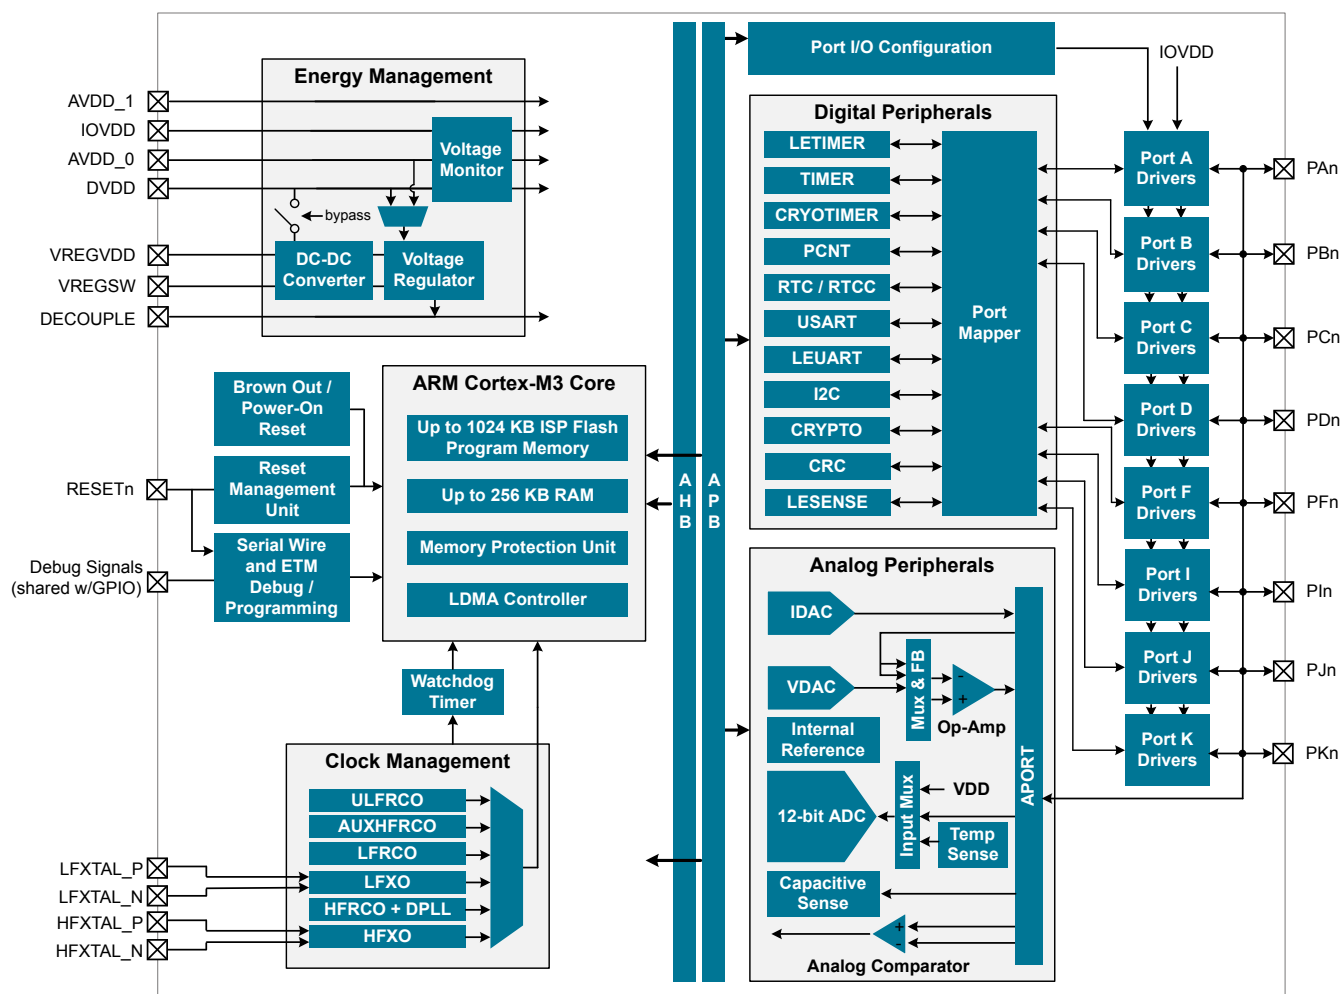 Energy Management
AVDD_1
IOVDD
AVDD_0
DVDD
VREGVDD
VREGSW
DECOUPLE
Voltage
Monitor
bypass
DC-DC
Converter
Voltage
Regulator
Brown Out /
Power-On
Reset
Reset
Management
Unit
Serial Wire
and ETM
Debug /
Programming
RESETn
Debug Signals
(shared w/GPIO)
ARM Cortex-M3 Core
Up to 1024 KB ISP Flash
Program Memory
Up to 256 KB RAM
Memory Protection Unit
LDMA Controller
Watchdog
Timer
Clock Management
ULFRCO
AUXHFRCO
LFRCO
LFXO
HFRCO + DPLL
HFXO
LFXTAL_P
LFXTAL_N
HFXTAL_P
HFXTAL_N
AHB
APB
Port I/O Configuration
IOVDD
Digital Peripherals
LETIMER
TIMER
CRYOTIMER
PCNT
RTC / RTCC
USART
LEUART
I2C
CRYPTO
CRC
LESENSE
Port
Mapper
Analog Peripherals
IDAC
VDAC
Mux & FB
-
+
Op-Amp
Internal
Reference
12-bit ADC
Input Mux
VDD
Temp
Sense
Capacitive
Sense
+
-
Analog Comparator
APORT
Port A
Drivers
Port B
Drivers
Port C
Drivers
Port D
Drivers
Port F
Drivers
Port I
Drivers
Port J
Drivers
Port K
Drivers
PAn
PBn
PCn
PDn
PFn
PIn
PJn
PKn